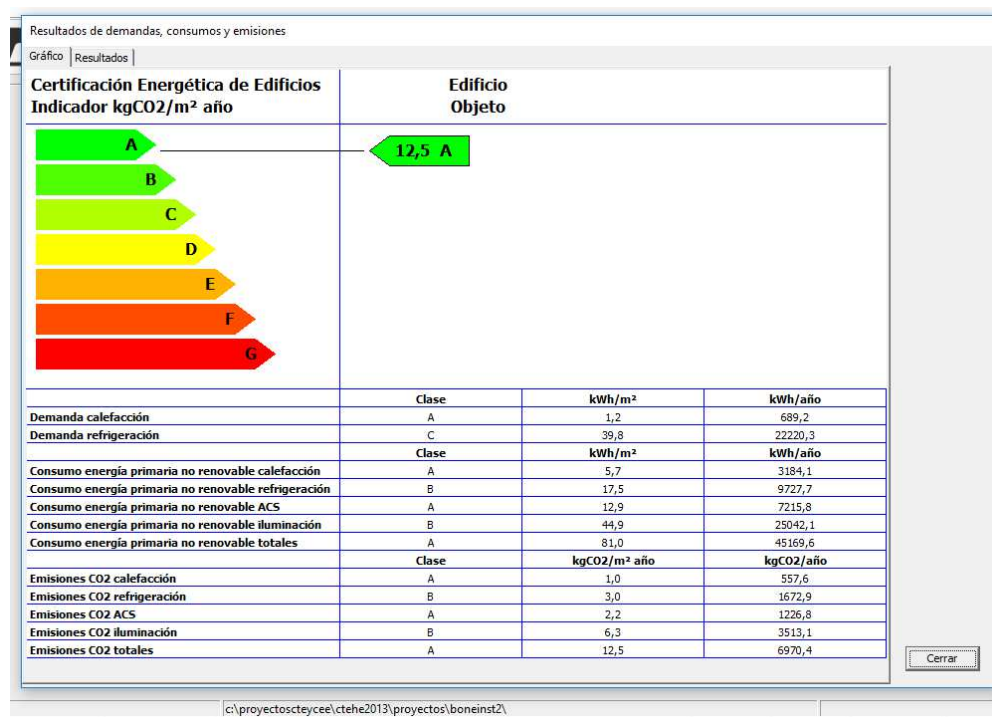 Resultados de demandas, consumos y emisiones
Gráfico Resultados
Certificación Energética de Edificios
Indicador kgCO2/m² año
Edificio
Objeto
A
12,5 A
B
C
D
E
F
G
Clase kWh/m² kWh/año
Demanda calefacción A 1,2 689,2
Demanda refrigeración C 39,8 22220,3
Clase kWh/m² kWh/año
Consumo energía primaria no renovable calefacción A 5,7 3184,1
Consumo energía primaria no renovable refrigeración B 17,5 9727,7
Consumo energía primaria no renovable ACS A 12,9 7215,8
Consumo energía primaria no renovable iluminación B 44,9 25042,1
Consumo energía primaria no renovable totales A 81,0 45169,6
Clase kgCO2/m² año kgCO2/año
Emisiones CO2 calefacción A 1,0 557,6
Emisiones CO2 refrigeración B 3,0 1672,9
Emisiones CO2 ACS A 2,2 1226,8
Emisiones CO2 iluminación B 6,3 3513,1
Emisiones CO2 totales A 12,5 6970,4
Cerrar
c:\proyectoscteycee\ctehe2013\proyectos\boneinst2\